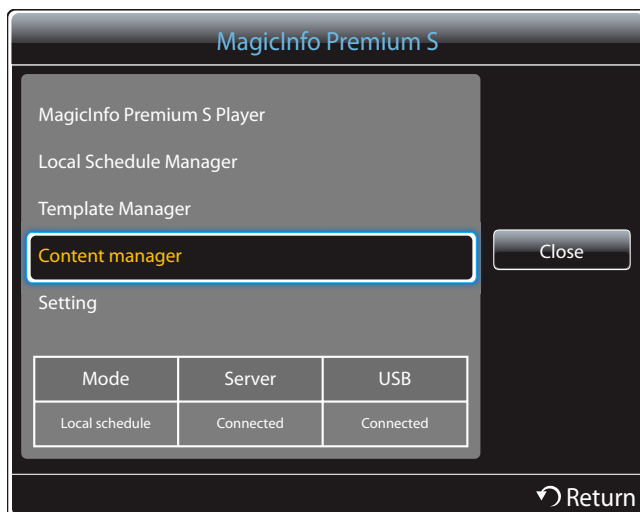 MagicInfo Premium S
MagicInfo Premium S Player
Local Schedule Manager
Template Manager
Content manager
Close
Setting
Mode Server USB
Local schedule Connected Connected
Return